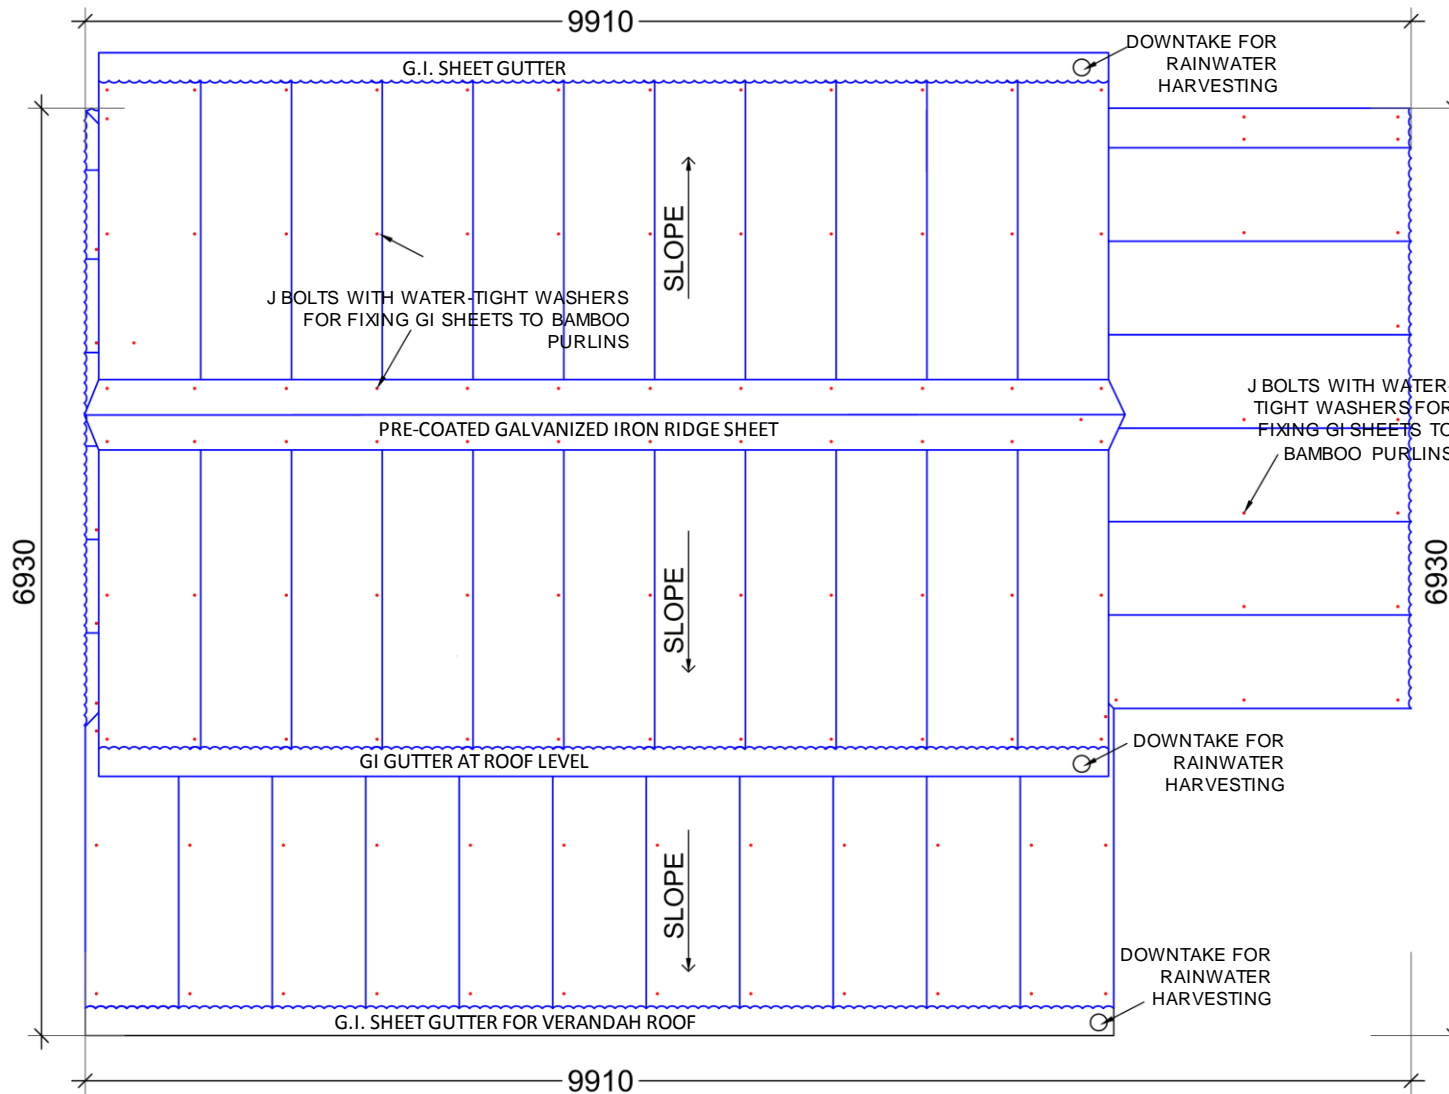 9910
DOWNTAKE FOR
RAINWATER
HARVESTING
G.I. SHEET GUTTER
SLOPE
J BOLTS WITH WATER-TIGHT WASHERS
FOR FIXING GI SHEETS TO BAMBOO
PURLINS
J BOLTS WITH WATER-
TIGHT WASHERS FOR
FIXING GI SHEETS TO
BAMBOO PURLINS
PRE-COATED GALVANIZED IRON RIDGE SHEET
6930
SLOPE
6930
GI GUTTER AT ROOF LEVEL
DOWNTAKE FOR
RAINWATER
HARVESTING
SLOPE
DOWNTAKE FOR
RAINWATER
HARVESTING
G.I. SHEET GUTTER FOR VERANDAH ROOF
9910